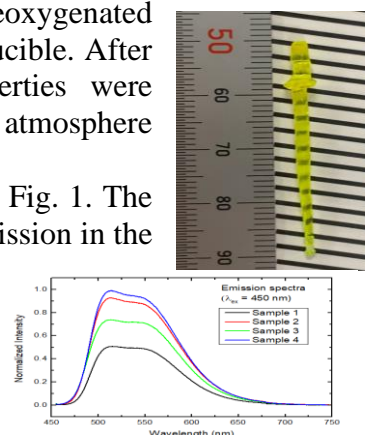 eoxygenated
ucible. After
erties were
atmosphere
Fig. 1. The
ission in the
50
60
70
80
90
Emission spectra
(λex = 450 nm)
Sample 1
Sample 2
Sample 3
Sample 4
Normalized Intensity
1.0
0.8
0.6
0.4
0.2
0.0
450 500 550 600 650 700 750
Wavelength (nm)